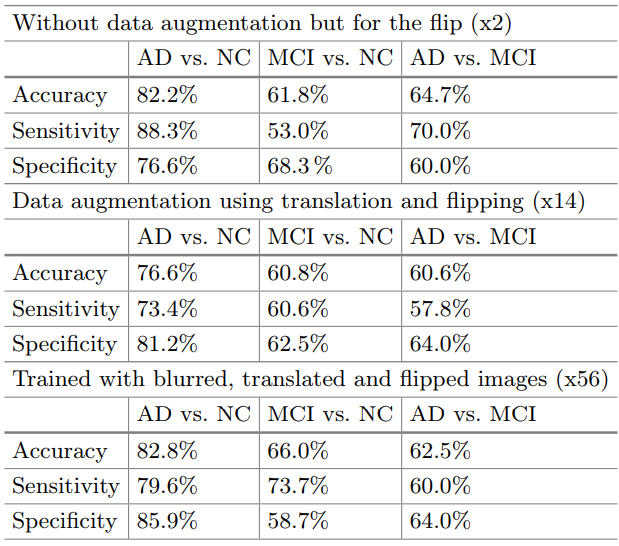 Without data augmentation but for the flip (x2)
AD vs. NC MCI vs. NC AD vs. MCI
Accuracy 82.2% 61.8% 64.7%
Sensitivity 88.3% 53.0% 70.0%
Specificity 76.6% 68.3 % 60.0%
Data augmentation using translation and flipping (x14)
AD vs. NC MCI vs. NC AD vs. MCI
Accuracy 76.6% 60.8% 60.6%
Sensitivity 73.4% 60.6% 57.8%
Specificity 81.2% 62.5% 64.0%
Trained with blurred, translated and flipped images (x56)
AD vs. NC MCI vs. NC AD vs. MCI
Accuracy 82.8% 66.0% 62.5%
Sensitivity 79.6% 73.7% 60.0%
Specificity 85.9% 58.7% 64.0%